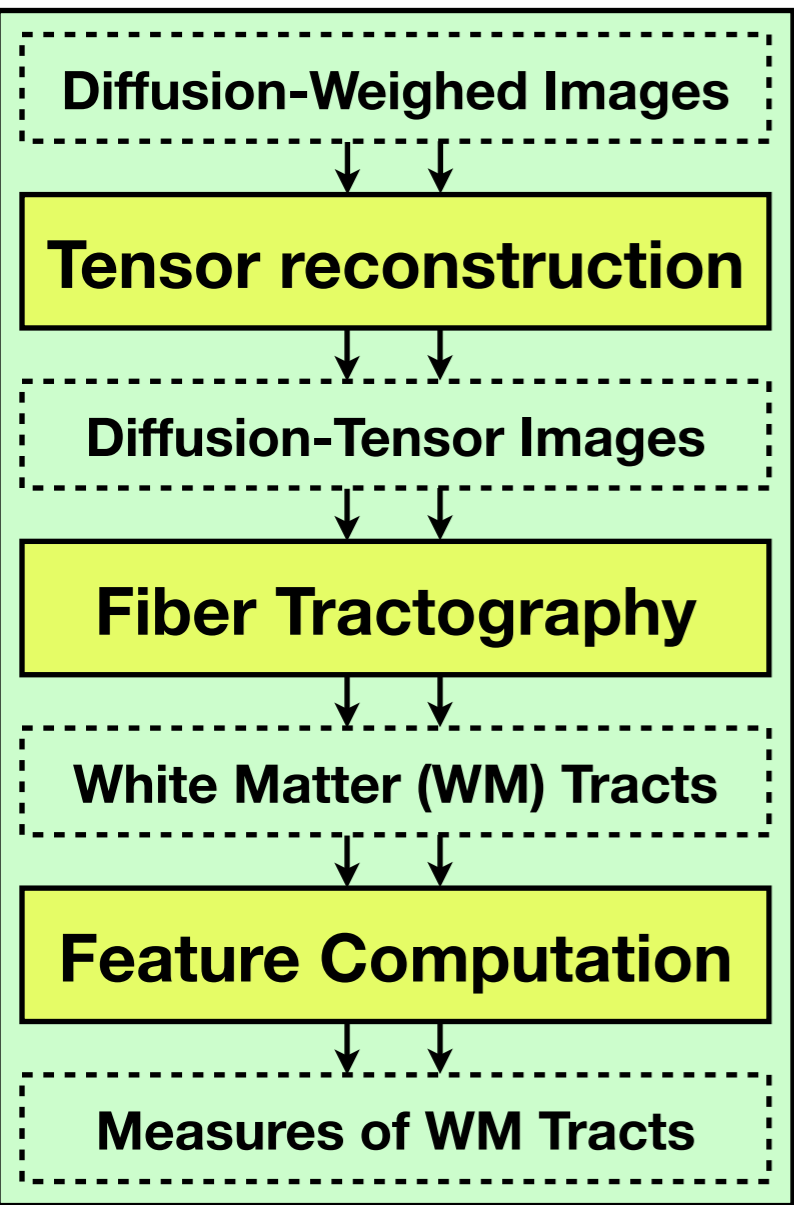 Diffusion-Weighed Images
Tensor reconstruction
Diffusion-Tensor Images
Fiber Tractography
White Matter (WM) Tracts
Feature Computation
Measures of WM Tracts